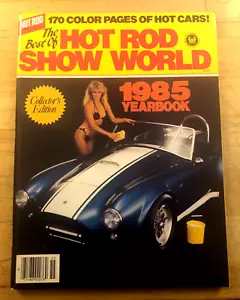 170 COLOR PAGES OF HOT CARS!
HOT ROD
The Best Of HOT ROD
SHOW WORLD
Collector's
Edition
1985
YEARBOOK